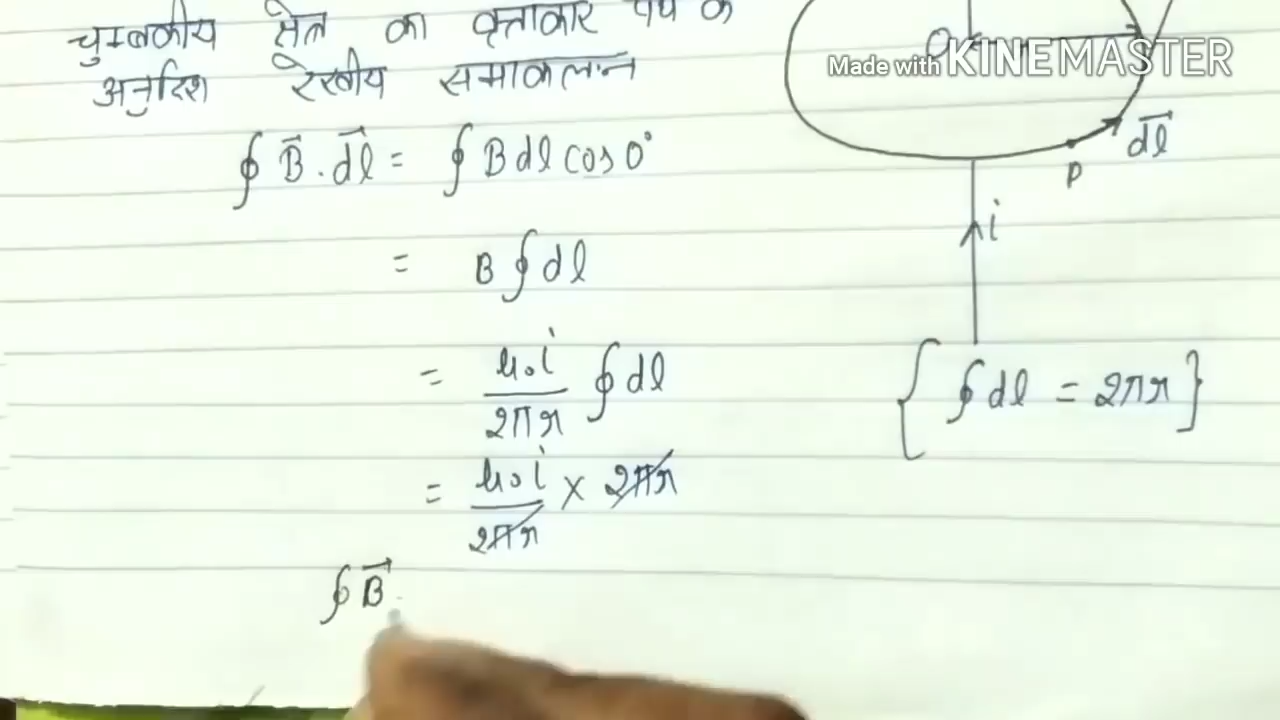 चुम्बकीय क्षेत्र का वृत्ताकार पथ के
अनुदिश रेखीय समाकलन
O r
Made with KINEMASTER
∮ B⃗ . dl⃗ = ∮ B dl cos 0°
dl⃗
P
i
= B ∮ dl
= μ₀i / 2πr ∮ dl
{ ∮ dl = 2πr }
= μ₀i / 2πr × 2πr
∮ B⃗ .